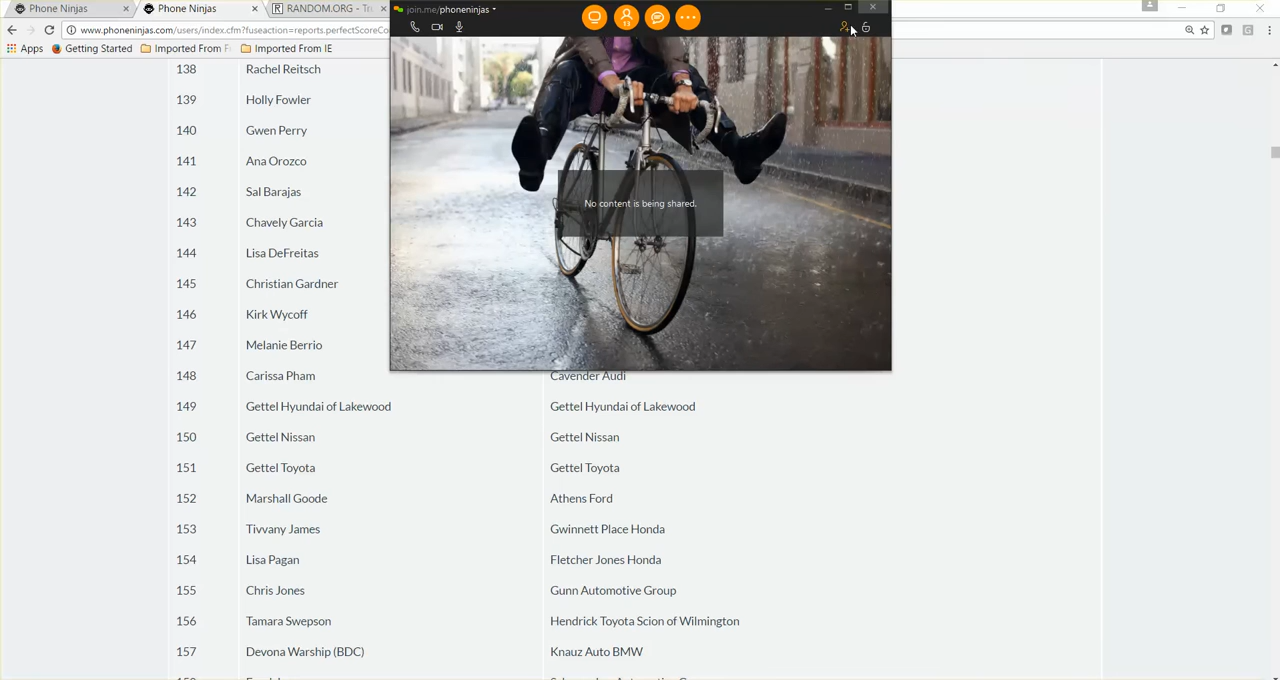 Phone Ninjas
Phone Ninjas
RANDOM.ORG - Tr
join.me/phoneninjas
13
www.phoneninjas.com/users/index.cfm?fuseaction=reports.perfectScoreCo
Apps Getting Started Imported From Imported From IE
No content is being shared.
138 Rachel Reitsch
139 Holly Fowler
140 Gwen Perry
141 Ana Orozco
142 Sal Barajas
143 Chavely Garcia
144 Lisa DeFreitas
145 Christian Gardner
146 Kirk Wycoff
147 Melanie Berrio
148 Carissa Pham Cavender Audi
149 Gettel Hyundai of Lakewood Gettel Hyundai of Lakewood
150 Gettel Nissan Gettel Nissan
151 Gettel Toyota Gettel Toyota
152 Marshall Goode Athens Ford
153 Tivvany James Gwinnett Place Honda
154 Lisa Pagan Fletcher Jones Honda
155 Chris Jones Gunn Automotive Group
156 Tamara Swepson Hendrick Toyota Scion of Wilmington
157 Devona Warship (BDC) Knauz Auto BMW